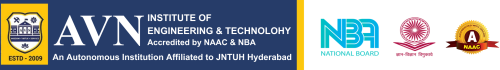 AVN
INSTITUTE OF
ENGINEERING & TECHNOLOHY
Accredited by NAAC & NBA
An Autonomous Institution Affiliated to JNTUH Hyderabad
ESTD - 2009
NBA
NATIONAL BOARD
ज्ञान-विज्ञान विमुक्तये
A
NAAC